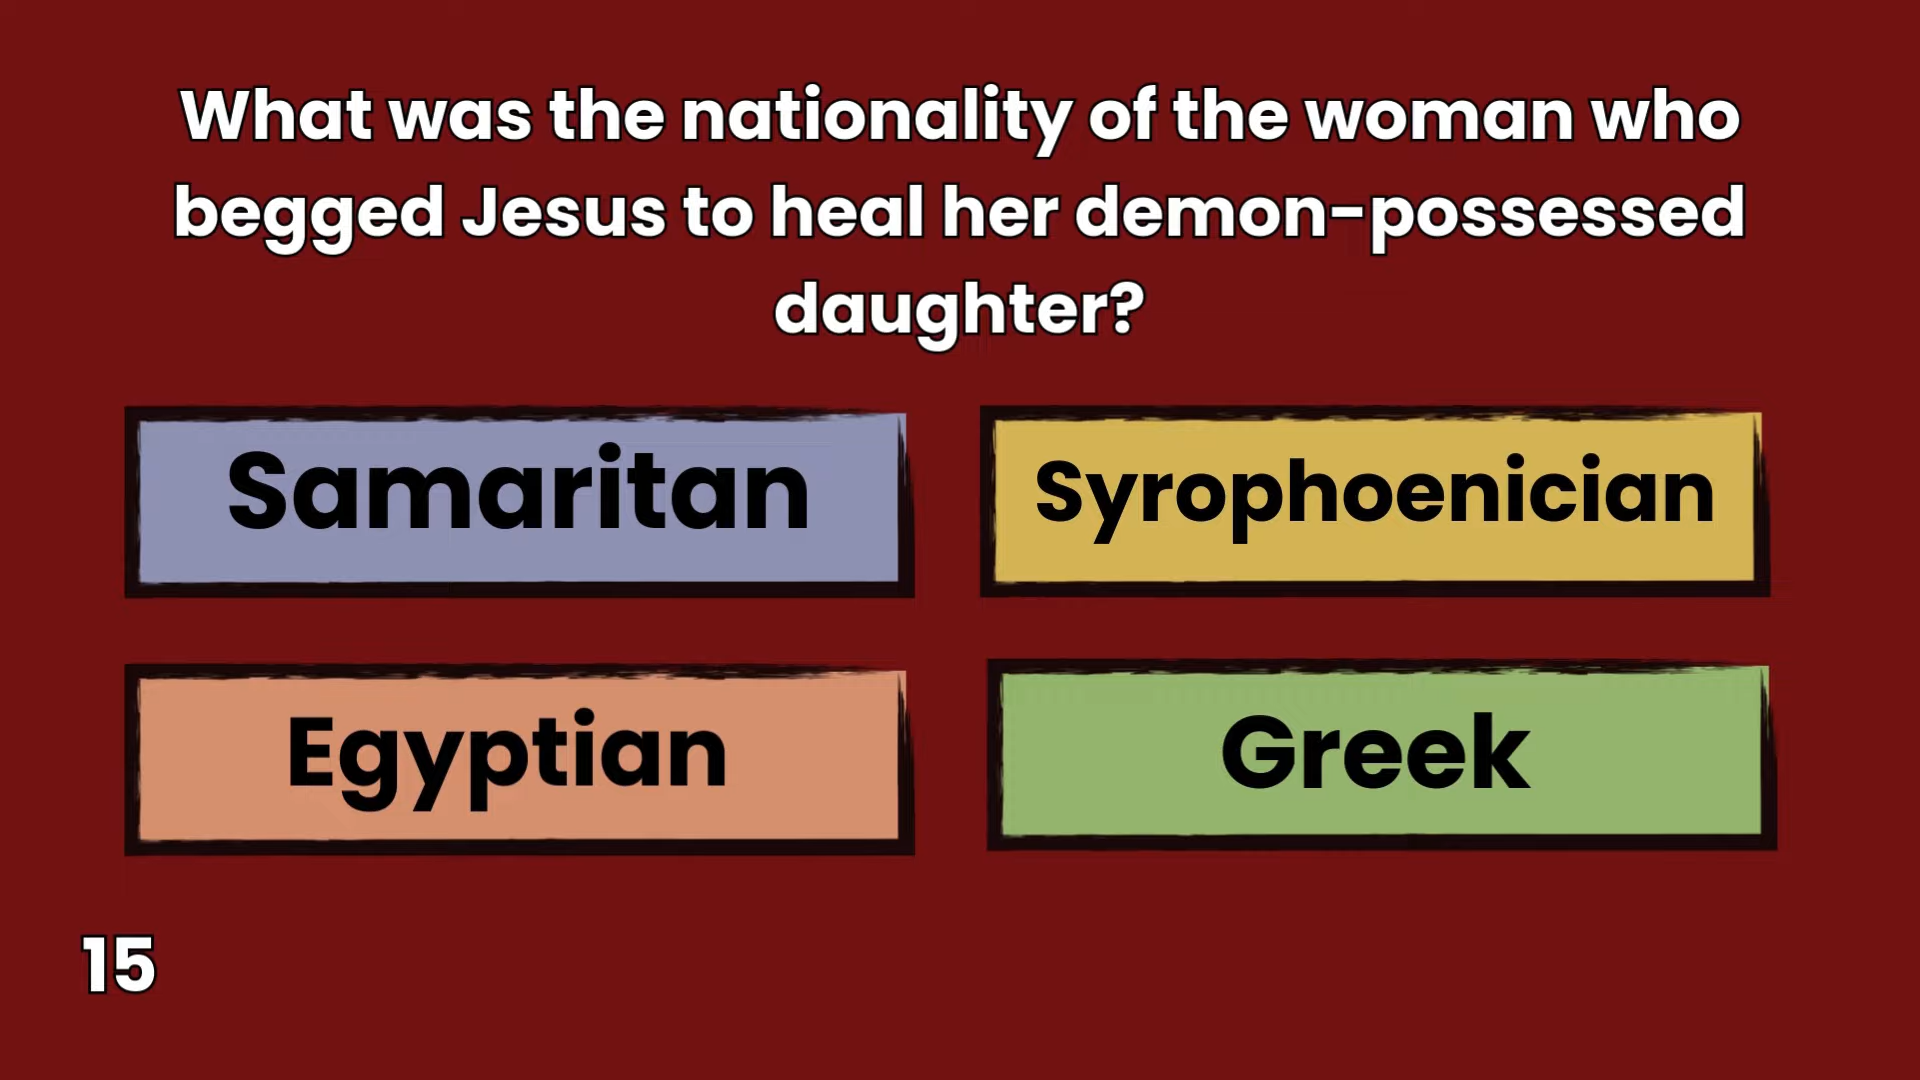 What was the nationality of the woman who
begged Jesus to heal her demon-possessed
daughter?
Samaritan
Syrophoenician
Egyptian
Greek
15